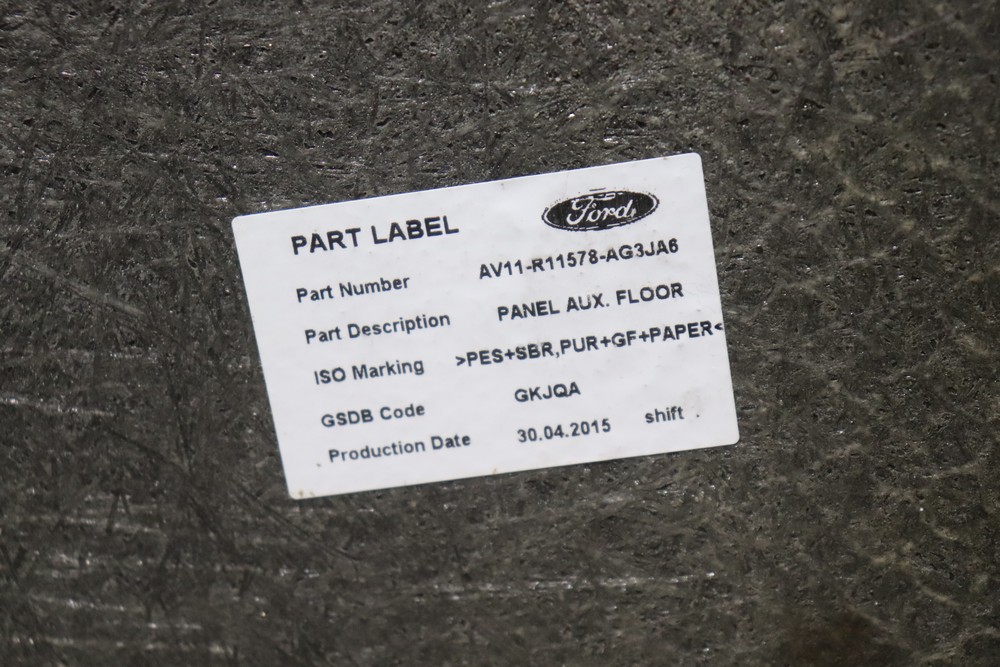 PART LABEL
Ford
Part Number AV11-R11578-AG3JA6
Part Description PANEL AUX. FLOOR
ISO Marking >PES+SBR,PUR+GF+PAPER<
GSDB Code GKJQA
Production Date 30.04.2015 shift .